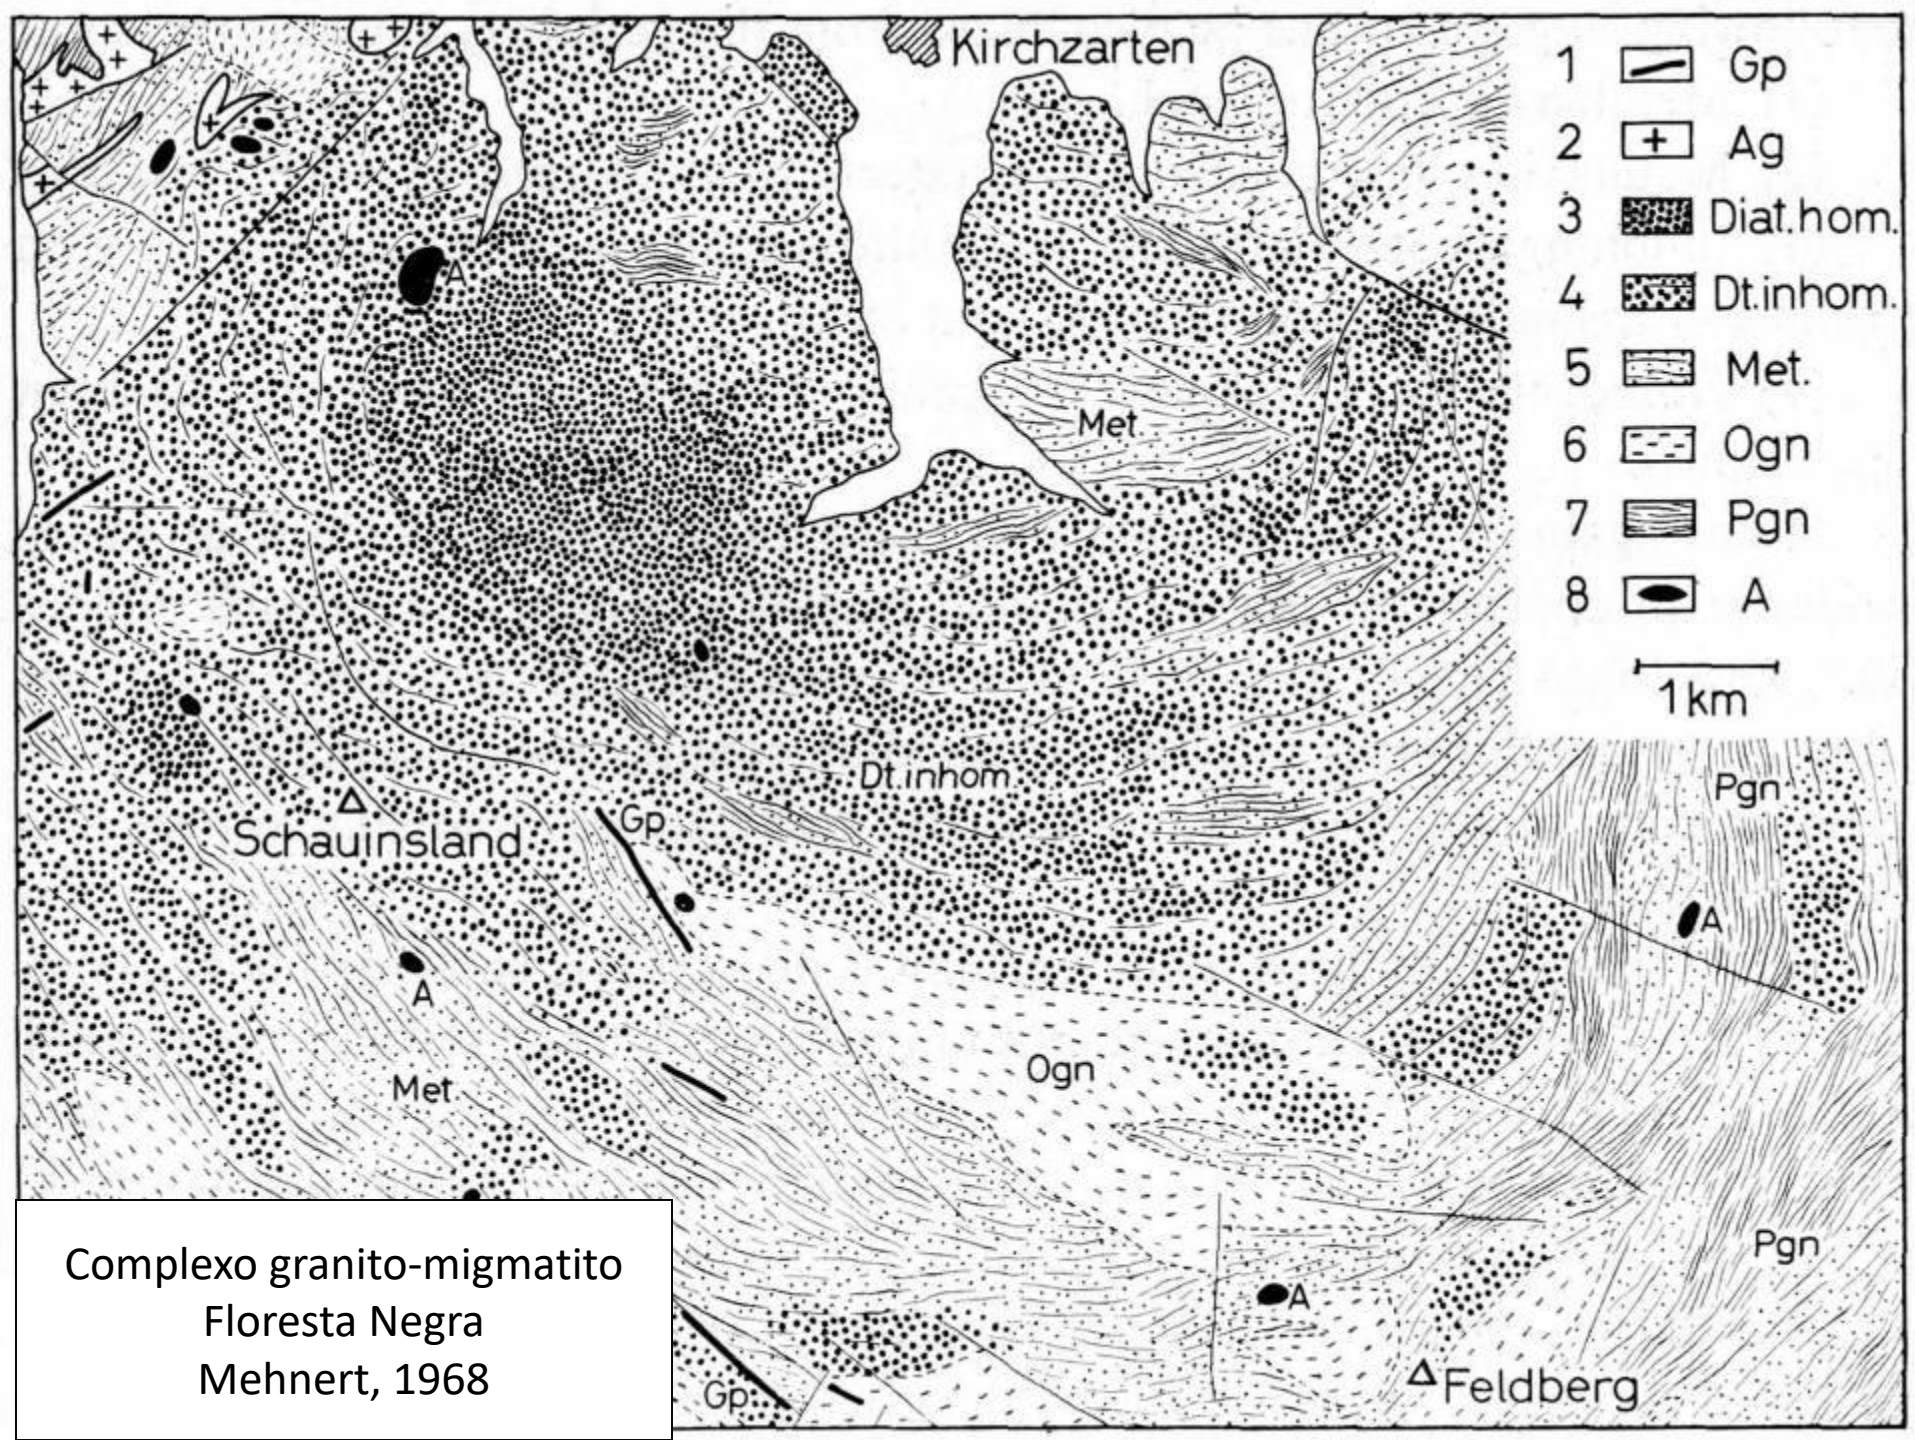 Kirchzarten
1 Gp
2 Ag
3 Diat.hom.
4 Dt.inhom.
5 Met.
6 Ogn
7 Pgn
8 A
1km
A
Met
Dt.inhom.
Pgn
Gp
Schauinsland
A
A
Ogn
Met
Pgn
A
Feldberg
Gp
Complexo granito-migmatito
Floresta Negra
Mehnert, 1968